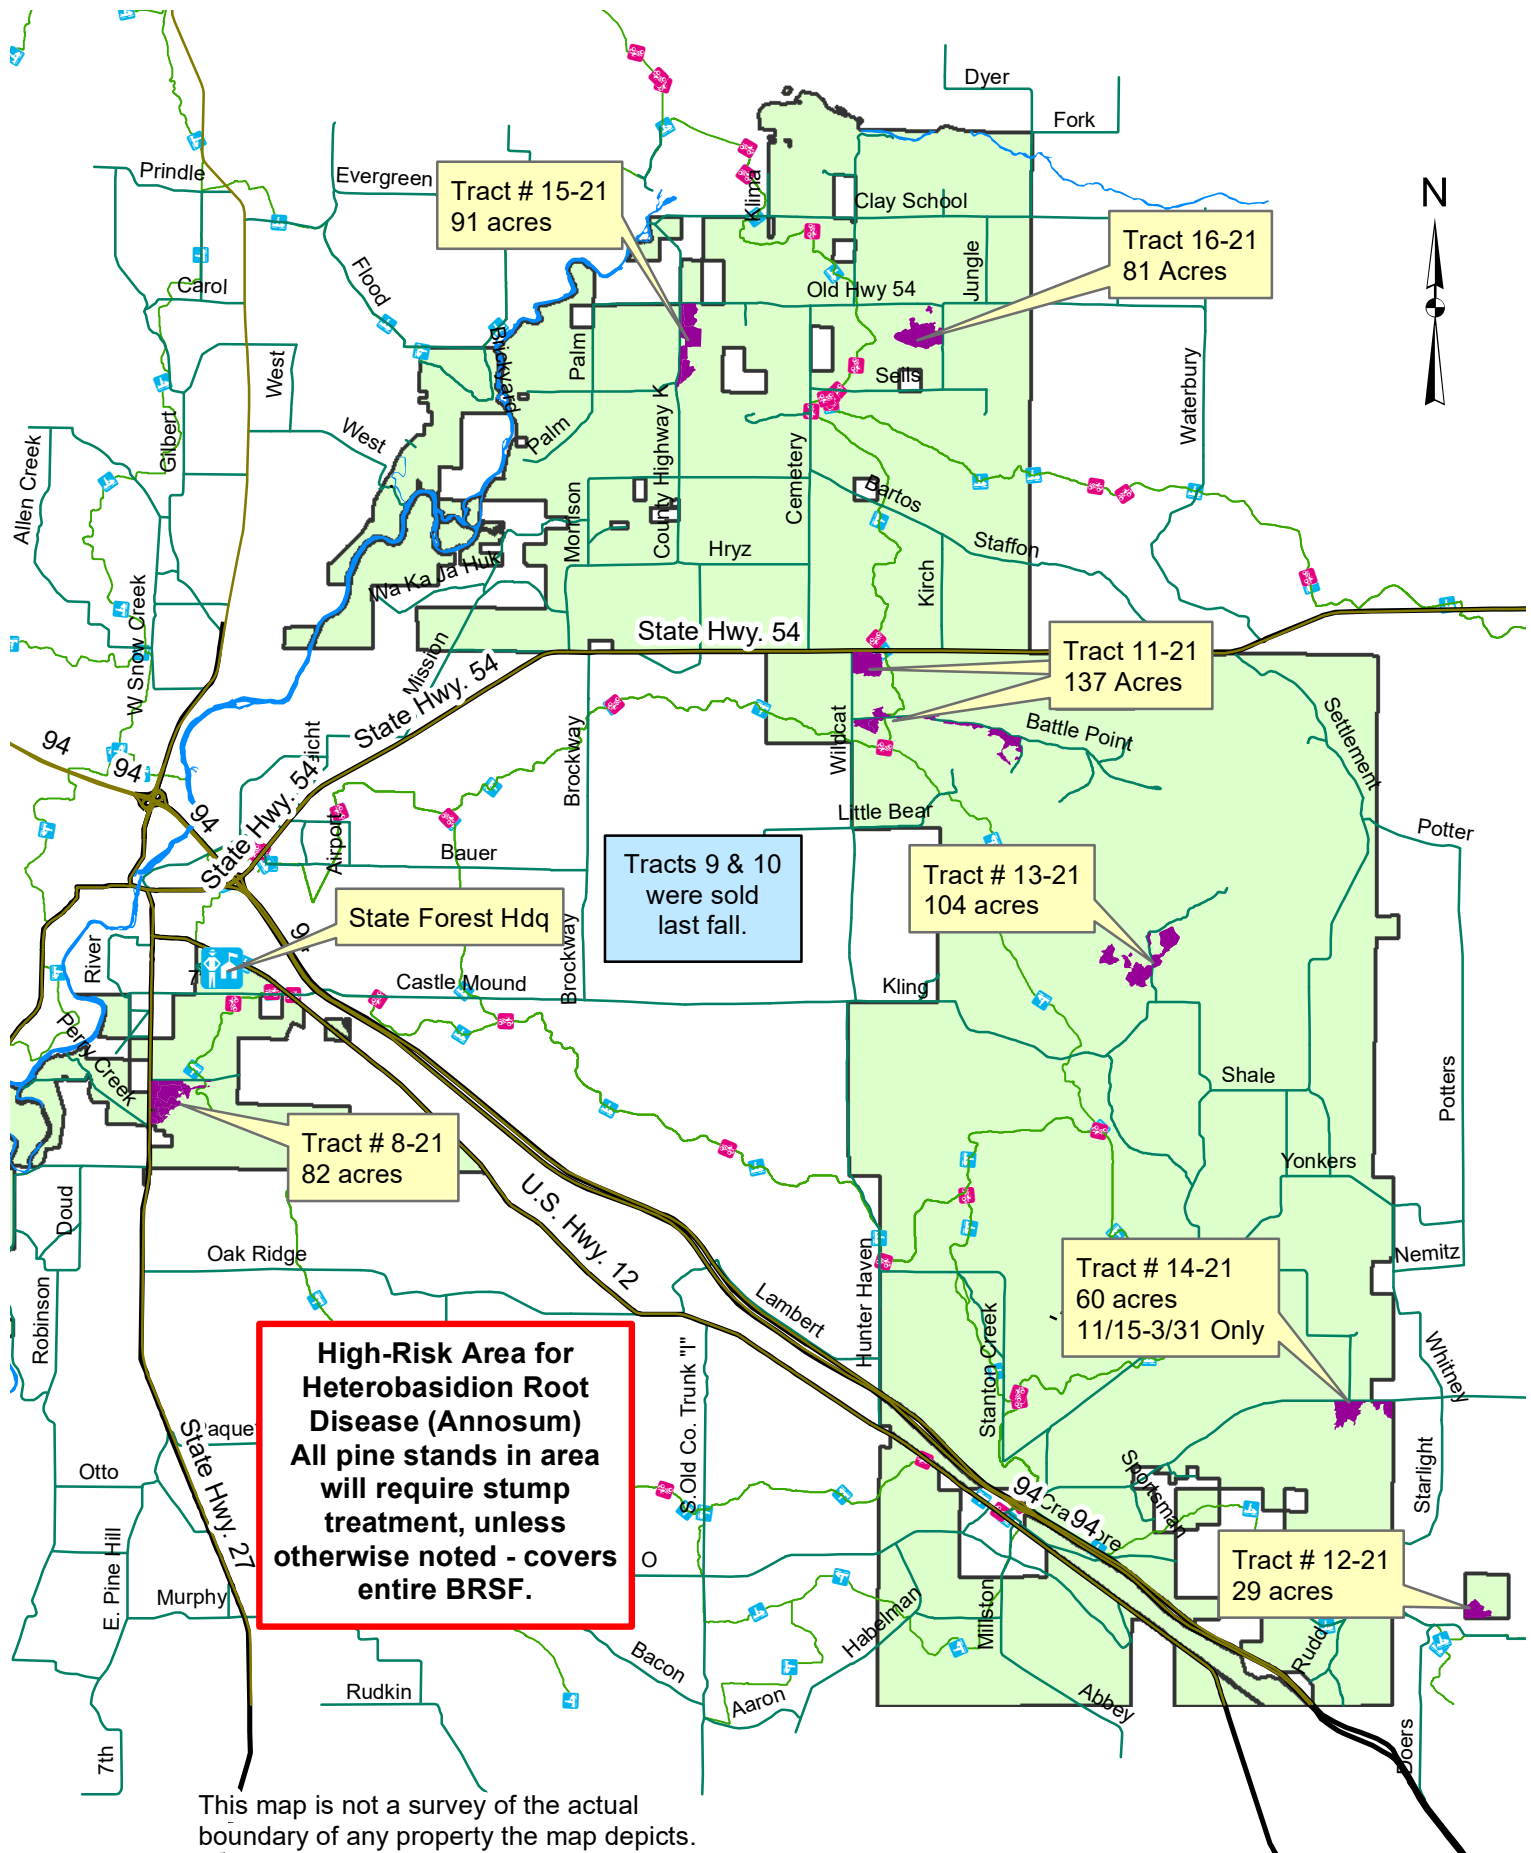 Dyer
Fork
Prindle
Evergreen
Tract # 15-21
91 acres
Klima
Clay School
Tract 16-21
81 Acres
N
Jungle
Flood
Carol
Old Hwy 54
Brickyard
Palm
West
Sells
County Highway K
Waterbury
Gilbert
West
Palm
Allen Creek
Cemetery
Morrison
Bartos
Hryz
Staffon
Wa Ka Ja Huk
Kirch
W Snow Creek
State Hwy. 54
Mission
Tract 11-21
137 Acres
State Hwy. 54
Settlement
Brockway
Wildcat
Battle Point
94
94
94
State Hwy. 54
Airport
Little Bear
Potter
Bauer
Tracts 9 & 10
were sold
last fall.
Tract # 13-21
104 acres
State Forest Hdq
River
Brockway
Castle Mound
Kling
Perry Creek
Shale
Potters
Tract # 8-21
82 acres
Yonkers
Doud
U.S. Hwy. 12
Oak Ridge
Nemitz
Hunter Haven
Tract # 14-21
60 acres
11/15-3/31 Only
Robinson
Lambert
Stanton Creek
Whitney
High-Risk Area for
Heterobasidion Root
Disease (Annosum)
All pine stands in area
will require stump
treatment, unless
otherwise noted - covers
entire BRSF.
S.Old Co. Trunk "I"
State Hwy. 27
Otto
Starlight
Sportsman
94
94
E. Pine Hill
O
Tract # 12-21
29 acres
Murphy
Millston
Habelman
Rudd
Bacon
Rudkin
Aaron
Abbey
7th
Doers
This map is not a survey of the actual
boundary of any property the map depicts.